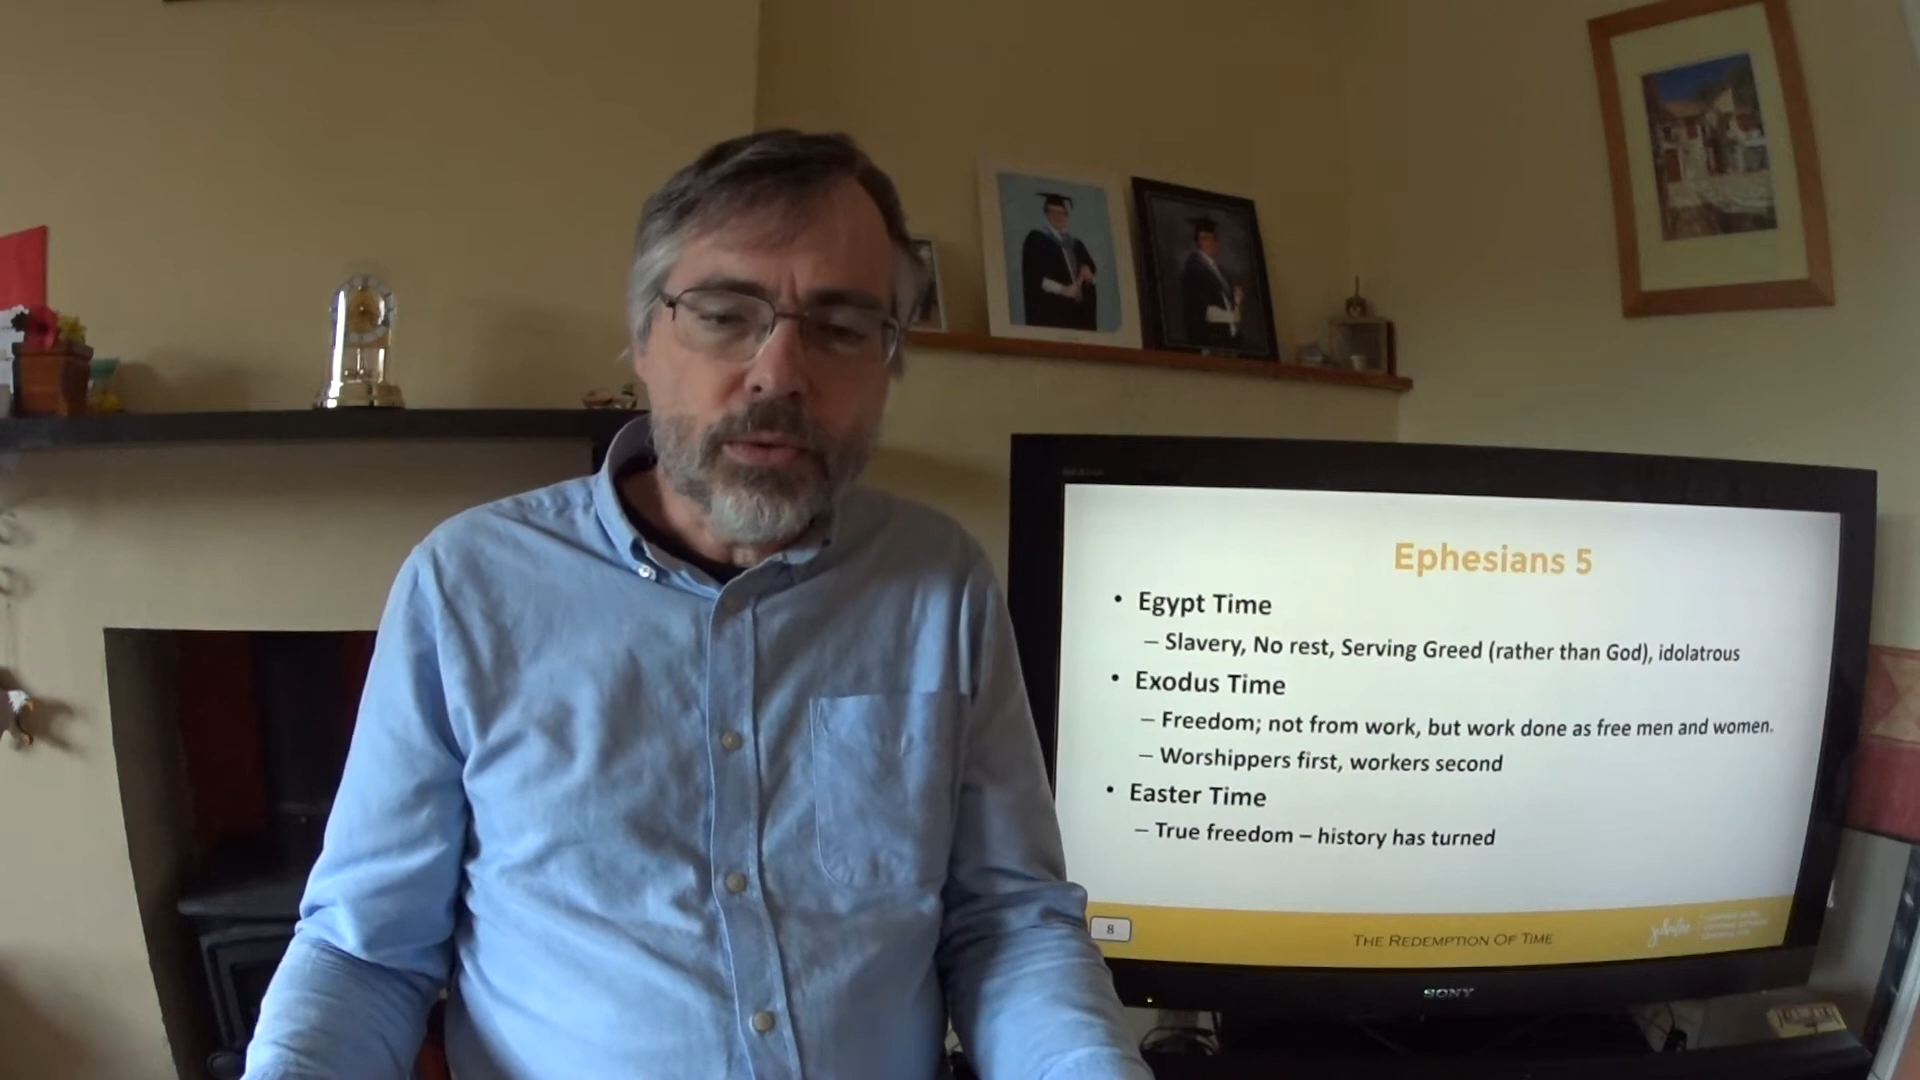 BRAVIA
Ephesians 5
• Egypt Time
– Slavery, No rest, Serving Greed (rather than God), idolatrous
• Exodus Time
– Freedom; not from work, but work done as free men and women.
– Worshippers first, workers second
• Easter Time
– True freedom – history has turned
8
THE REDEMPTION OF TIME
jubilee
SONY